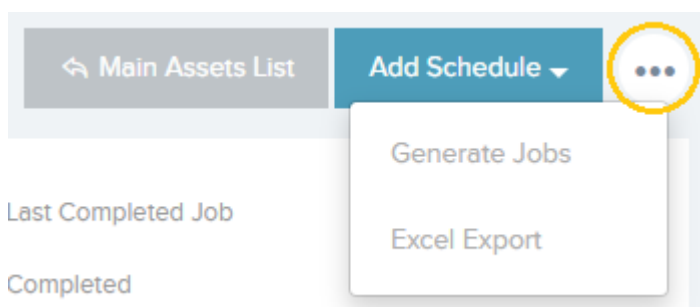 Main Assets List
Add Schedule
Generate Jobs
Last Completed Job
Excel Export
Completed